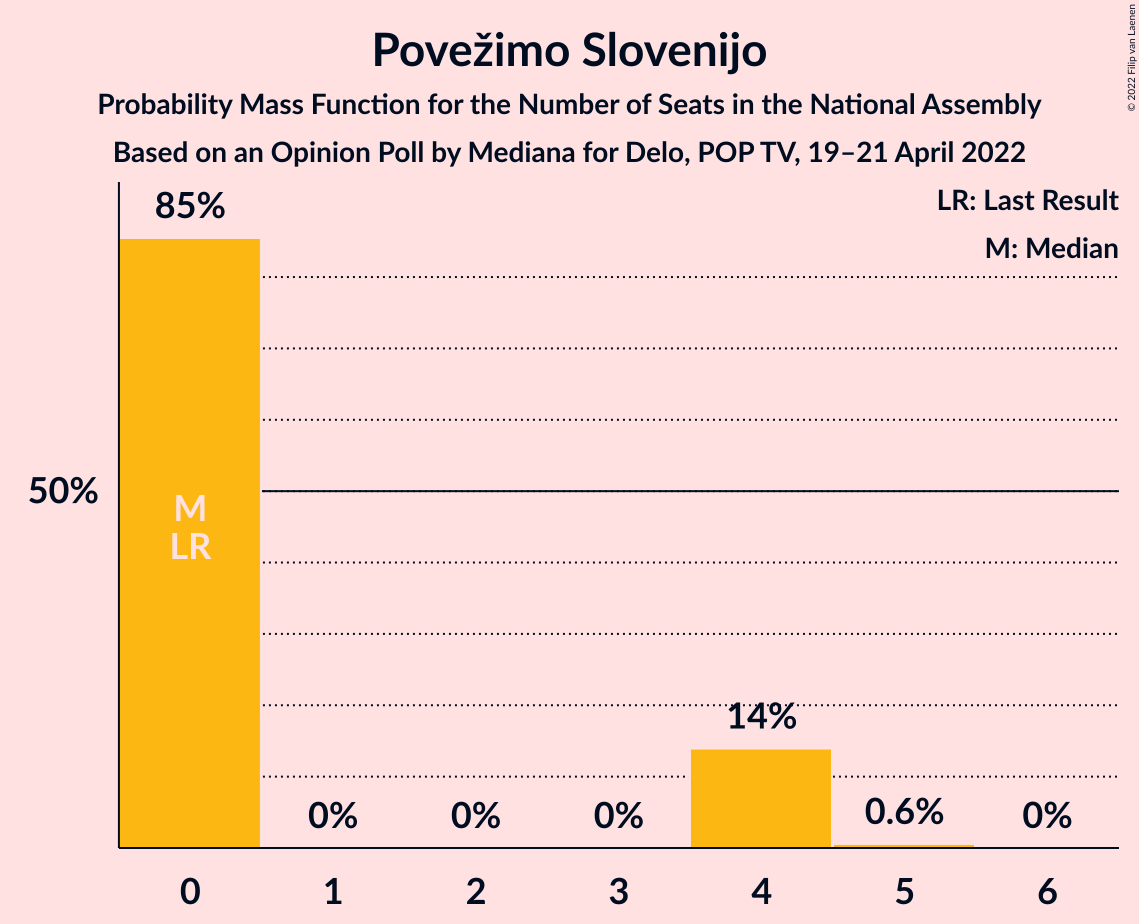 Povežimo Slovenijo
Probability Mass Function for the Number of Seats in the National Assembly
Based on an Opinion Poll by Mediana for Delo, POP TV, 19–21 April 2022
© 2022 Filip van Laenen
LR: Last Result
M: Median
85%
50%
M
LR
0%
0%
0%
14%
0.6%
0%
0
1
2
3
4
5
6